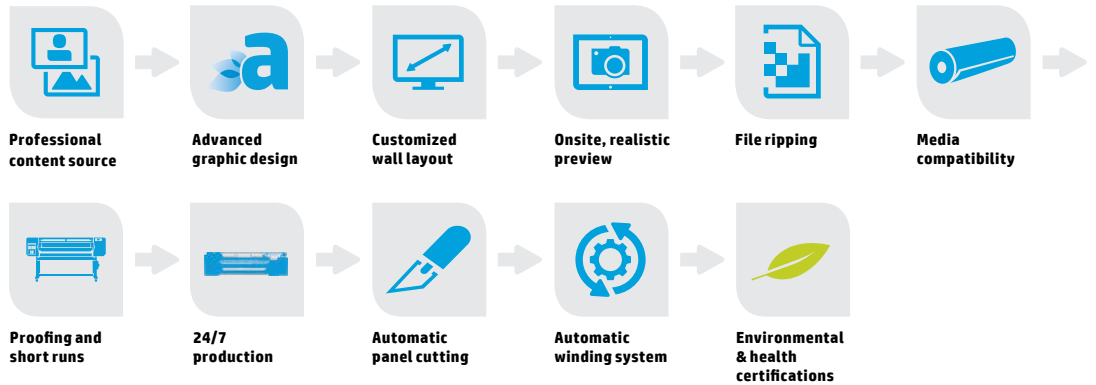 a
Professional
content source
Advanced
graphic design
Customized
wall layout
Onsite, realistic
preview
File ripping
Media
compatibility
Proofing and
short runs
24/7
production
Automatic
panel cutting
Automatic
winding system
Environmental
& health
certifications